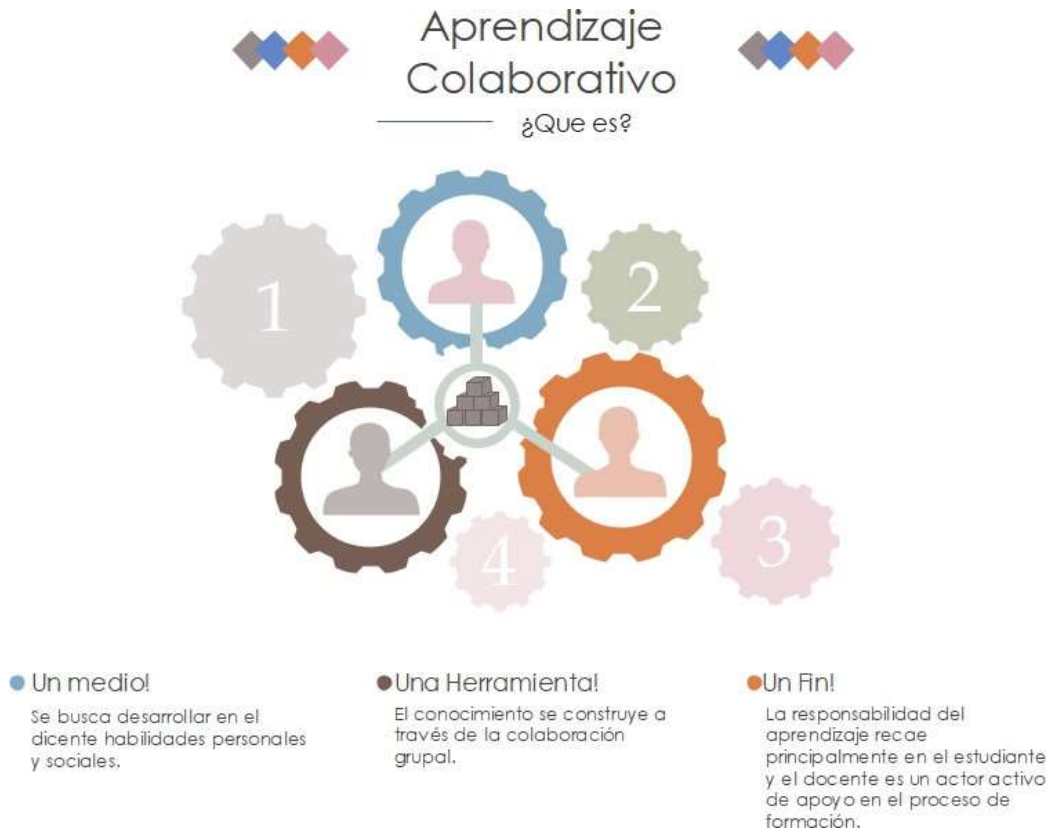 Aprendizaje
Colaborativo
¿Que es?
1
2
3
4
Un medio!
Se busca desarrollar en el
dicente habilidades personales
y sociales.
Una Herramienta!
El conocimiento se construye a
través de la colaboración
grupal.
Un Fin!
La responsabilidad del
aprendizaje recae
principalmente en el estudiante
y el docente es un actor activo
de apoyo en el proceso de
formación.